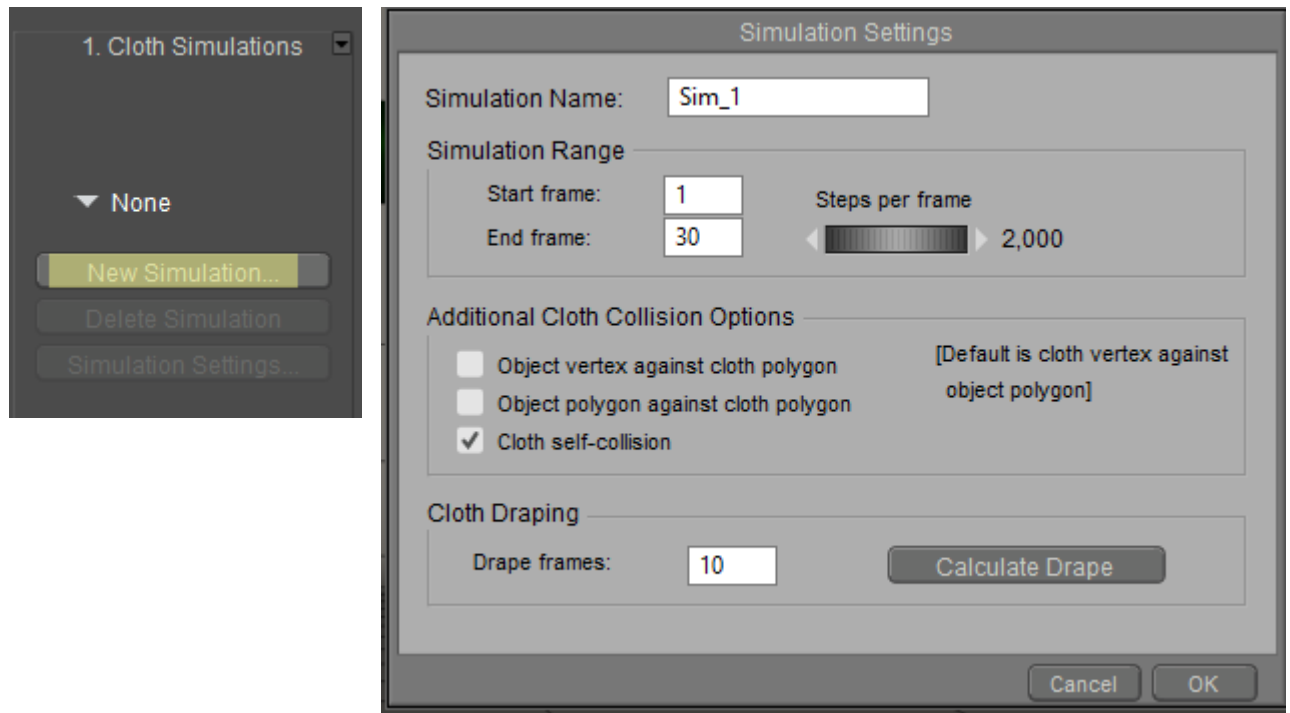 1. Cloth Simulations
None
New Simulation...
Delete Simulation
Simulation Settings...
Simulation Settings
Simulation Name: Sim_1
Simulation Range
Start frame: 1
Steps per frame
End frame: 30
2,000
Additional Cloth Collision Options
Object vertex against cloth polygon
[Default is cloth vertex against
object polygon]
Object polygon against cloth polygon
Cloth self-collision
Cloth Draping
Drape frames: 10
Calculate Drape
Cancel
OK